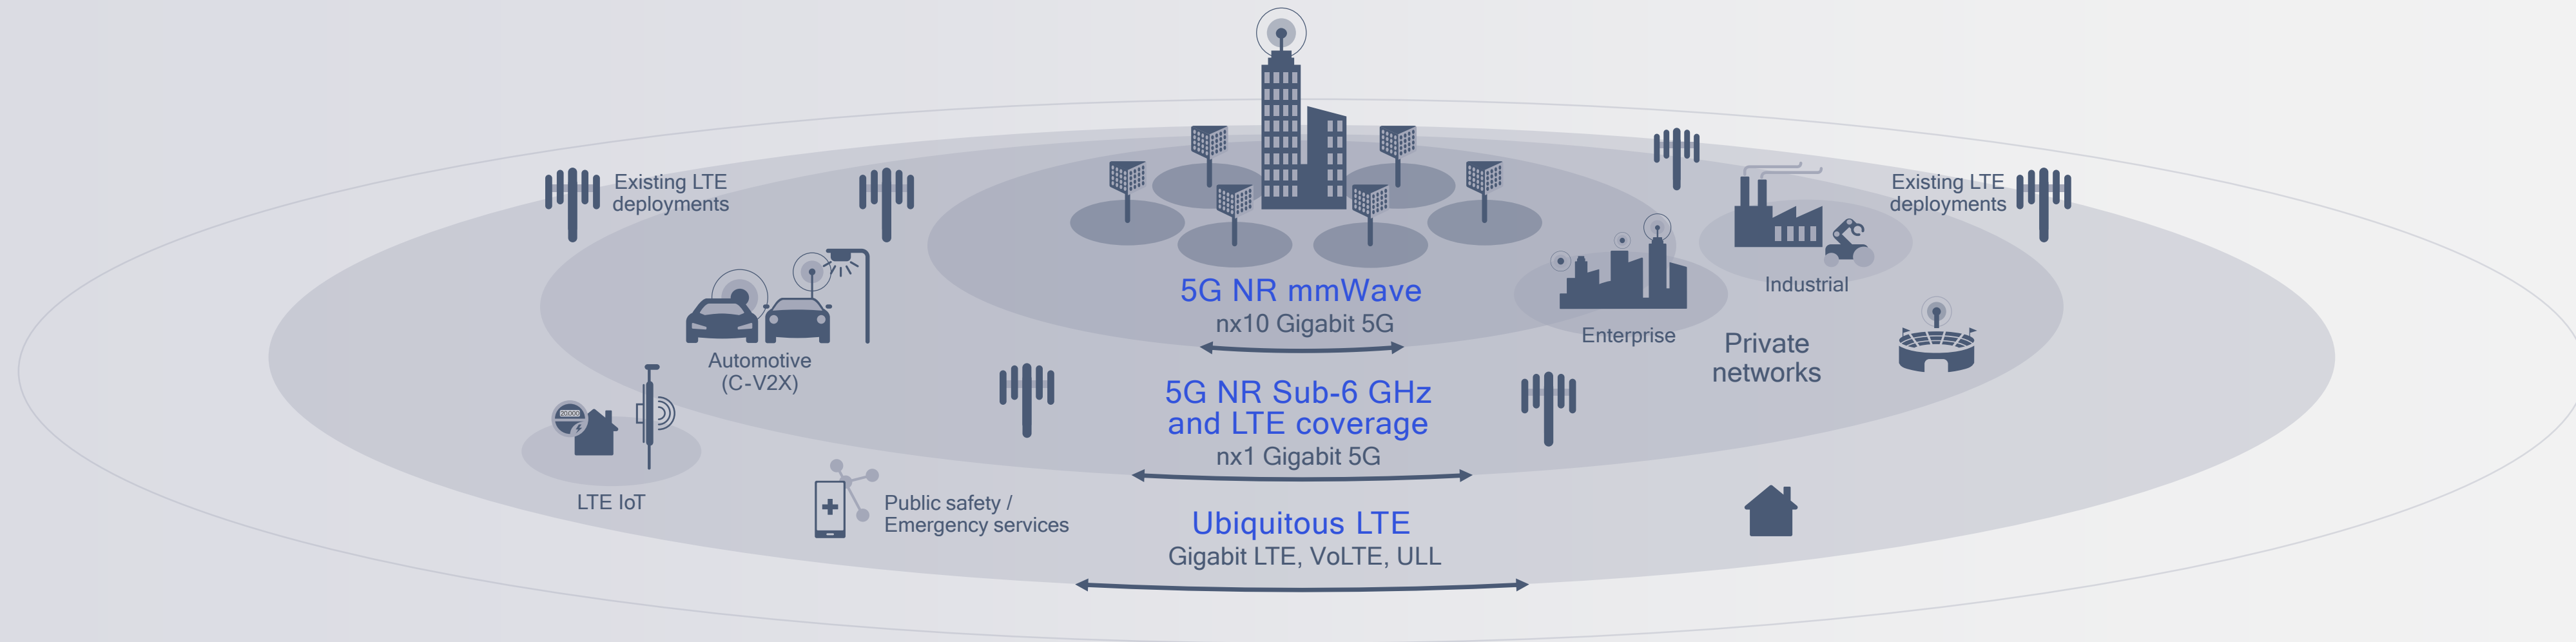 Existing LTE
deployments
Existing LTE
deployments
5G NR mmWave
nx10 Gigabit 5G
Industrial
Enterprise
Private
networks
Automotive
(C-V2X)
5G NR Sub-6 GHz
and LTE coverage
nx1 Gigabit 5G
20000
LTE IoT
Public safety /
Emergency services
Ubiquitous LTE
Gigabit LTE, VoLTE, ULL